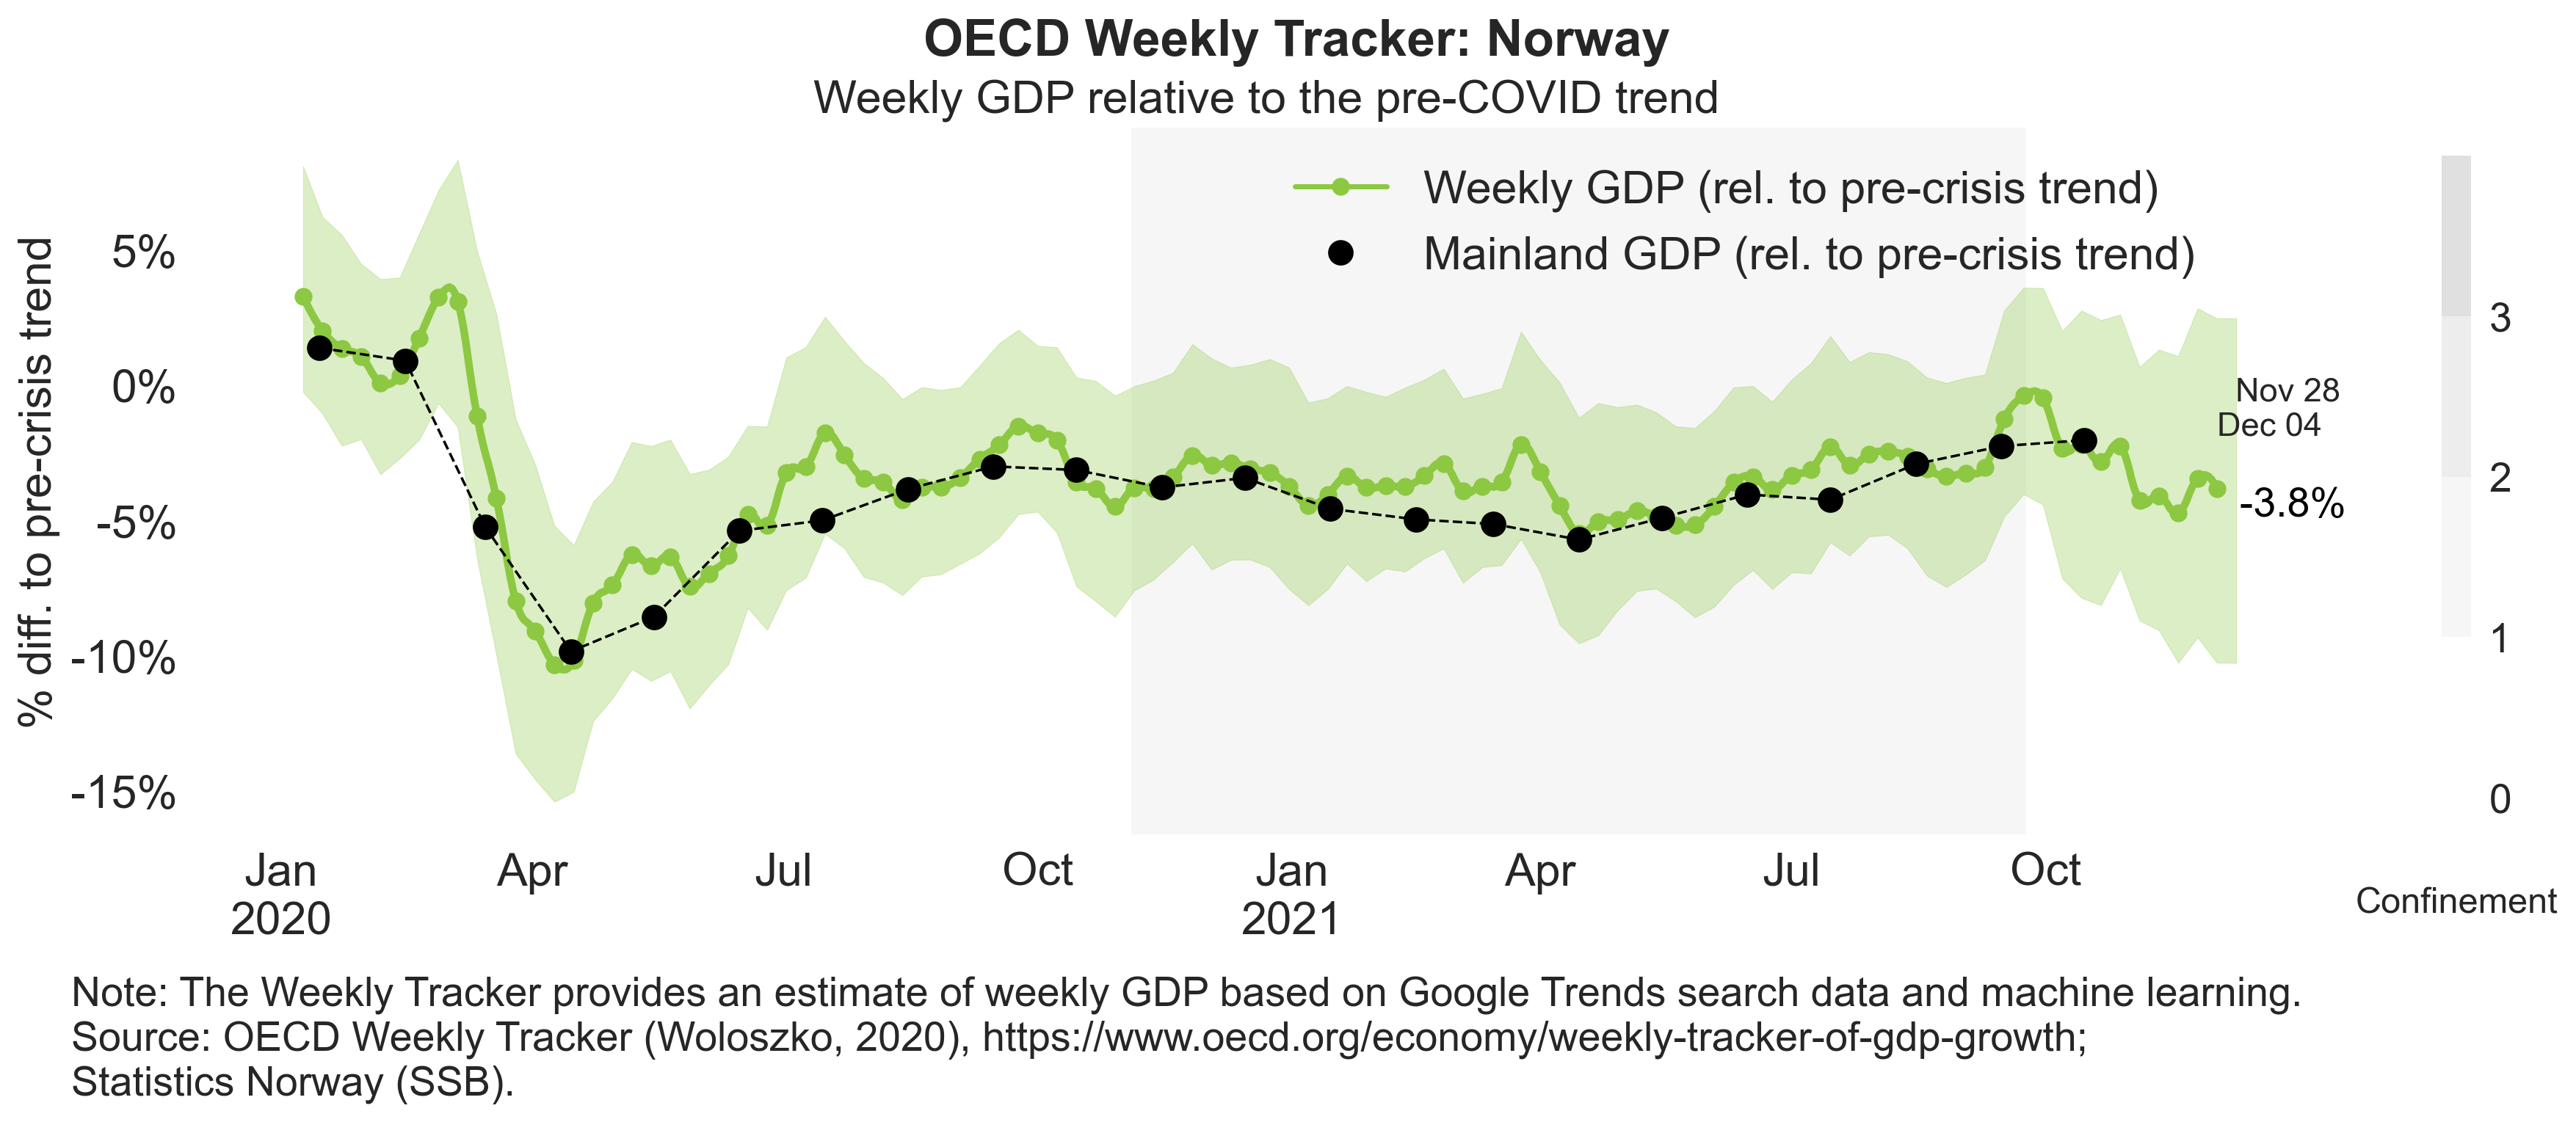 OECD Weekly Tracker: Norway
Weekly GDP relative to the pre-COVID trend
Weekly GDP (rel. to pre-crisis trend)
Mainland GDP (rel. to pre-crisis trend)
% diff. to pre-crisis trend
5%
0%
-5%
-10%
-15%
Nov 28
Dec 04
-3.8%
3
2
1
0
Jan
2020
Apr
Jul
Oct
Jan
2021
Apr
Jul
Oct
Confinement
Note: The Weekly Tracker provides an estimate of weekly GDP based on Google Trends search data and machine learning.
Source: OECD Weekly Tracker (Woloszko, 2020), https://www.oecd.org/economy/weekly-tracker-of-gdp-growth;
Statistics Norway (SSB).